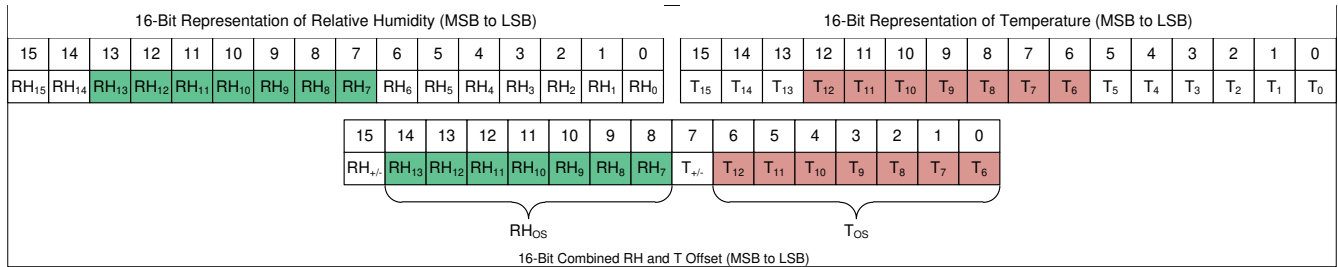 16-Bit Representation of Relative Humidity (MSB to LSB) 16-Bit Representation of Temperature (MSB to LSB)
15 14 13 12 11 10 9 8 7 6 5 4 3 2 1 0 15 14 13 12 11 10 9 8 7 6 5 4 3 2 1 0
RH15 RH14 RH13 RH12 RH11 RH10 RH9 RH8 RH7 RH6 RH5 RH4 RH3 RH2 RH1 RH0 T15 T14 T13 T12 T11 T10 T9 T8 T7 T6 T5 T4 T3 T2 T1 T0
15 14 13 12 11 10 9 8 7 6 5 4 3 2 1 0
RH+/- RH13 RH12 RH11 RH10 RH9 RH8 RH7 T+/- T12 T11 T10 T9 T8 T7 T6
RHOS TOS
16-Bit Combined RH and T Offset (MSB to LSB)